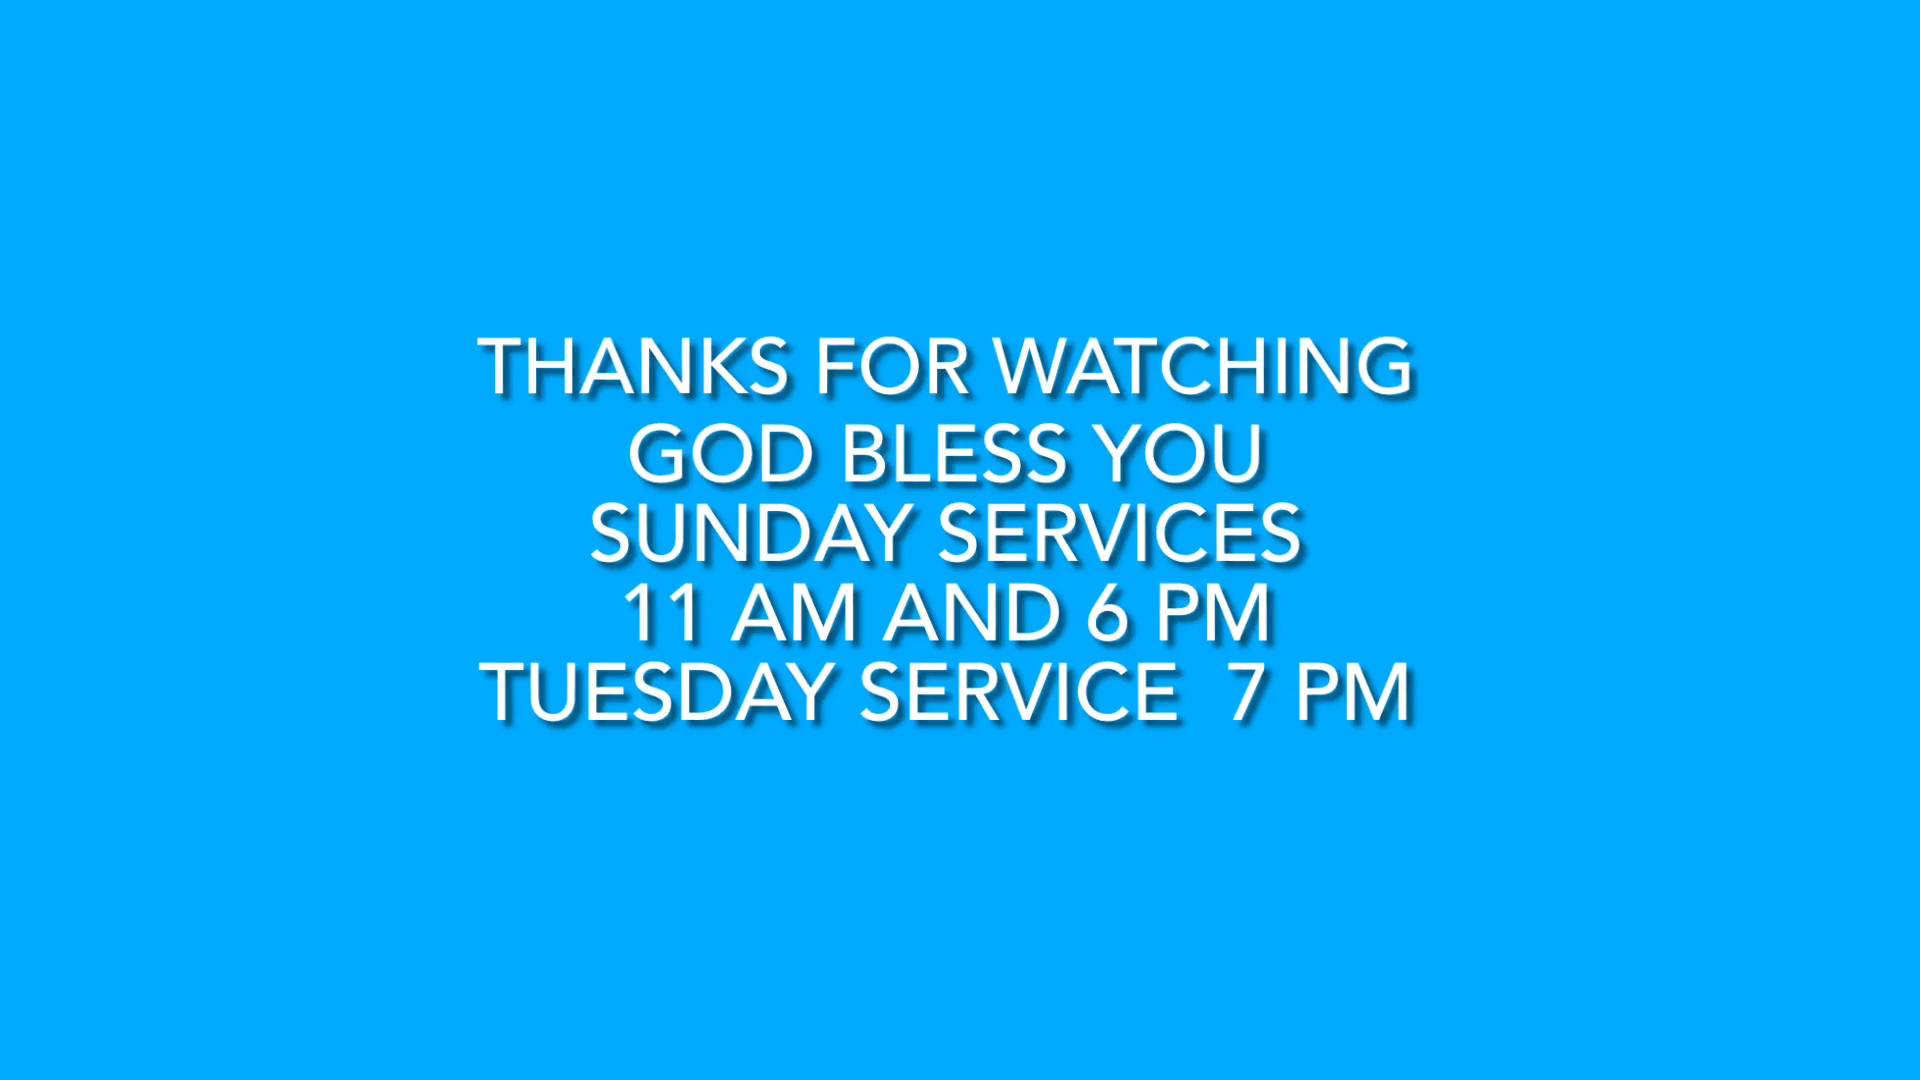 THANKS FOR WATCHING
GOD BLESS YOU
SUNDAY SERVICES
11 AM AND 6 PM
TUESDAY SERVICE  7 PM